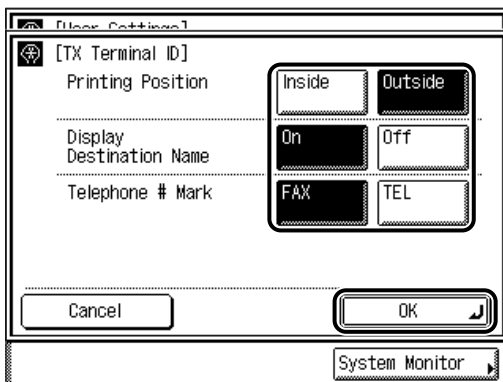 [TX Terminal ID]
Printing Position Inside Outside
Display
Destination Name On Off
Telephone # Mark FAX TEL
Cancel OK
System Monitor